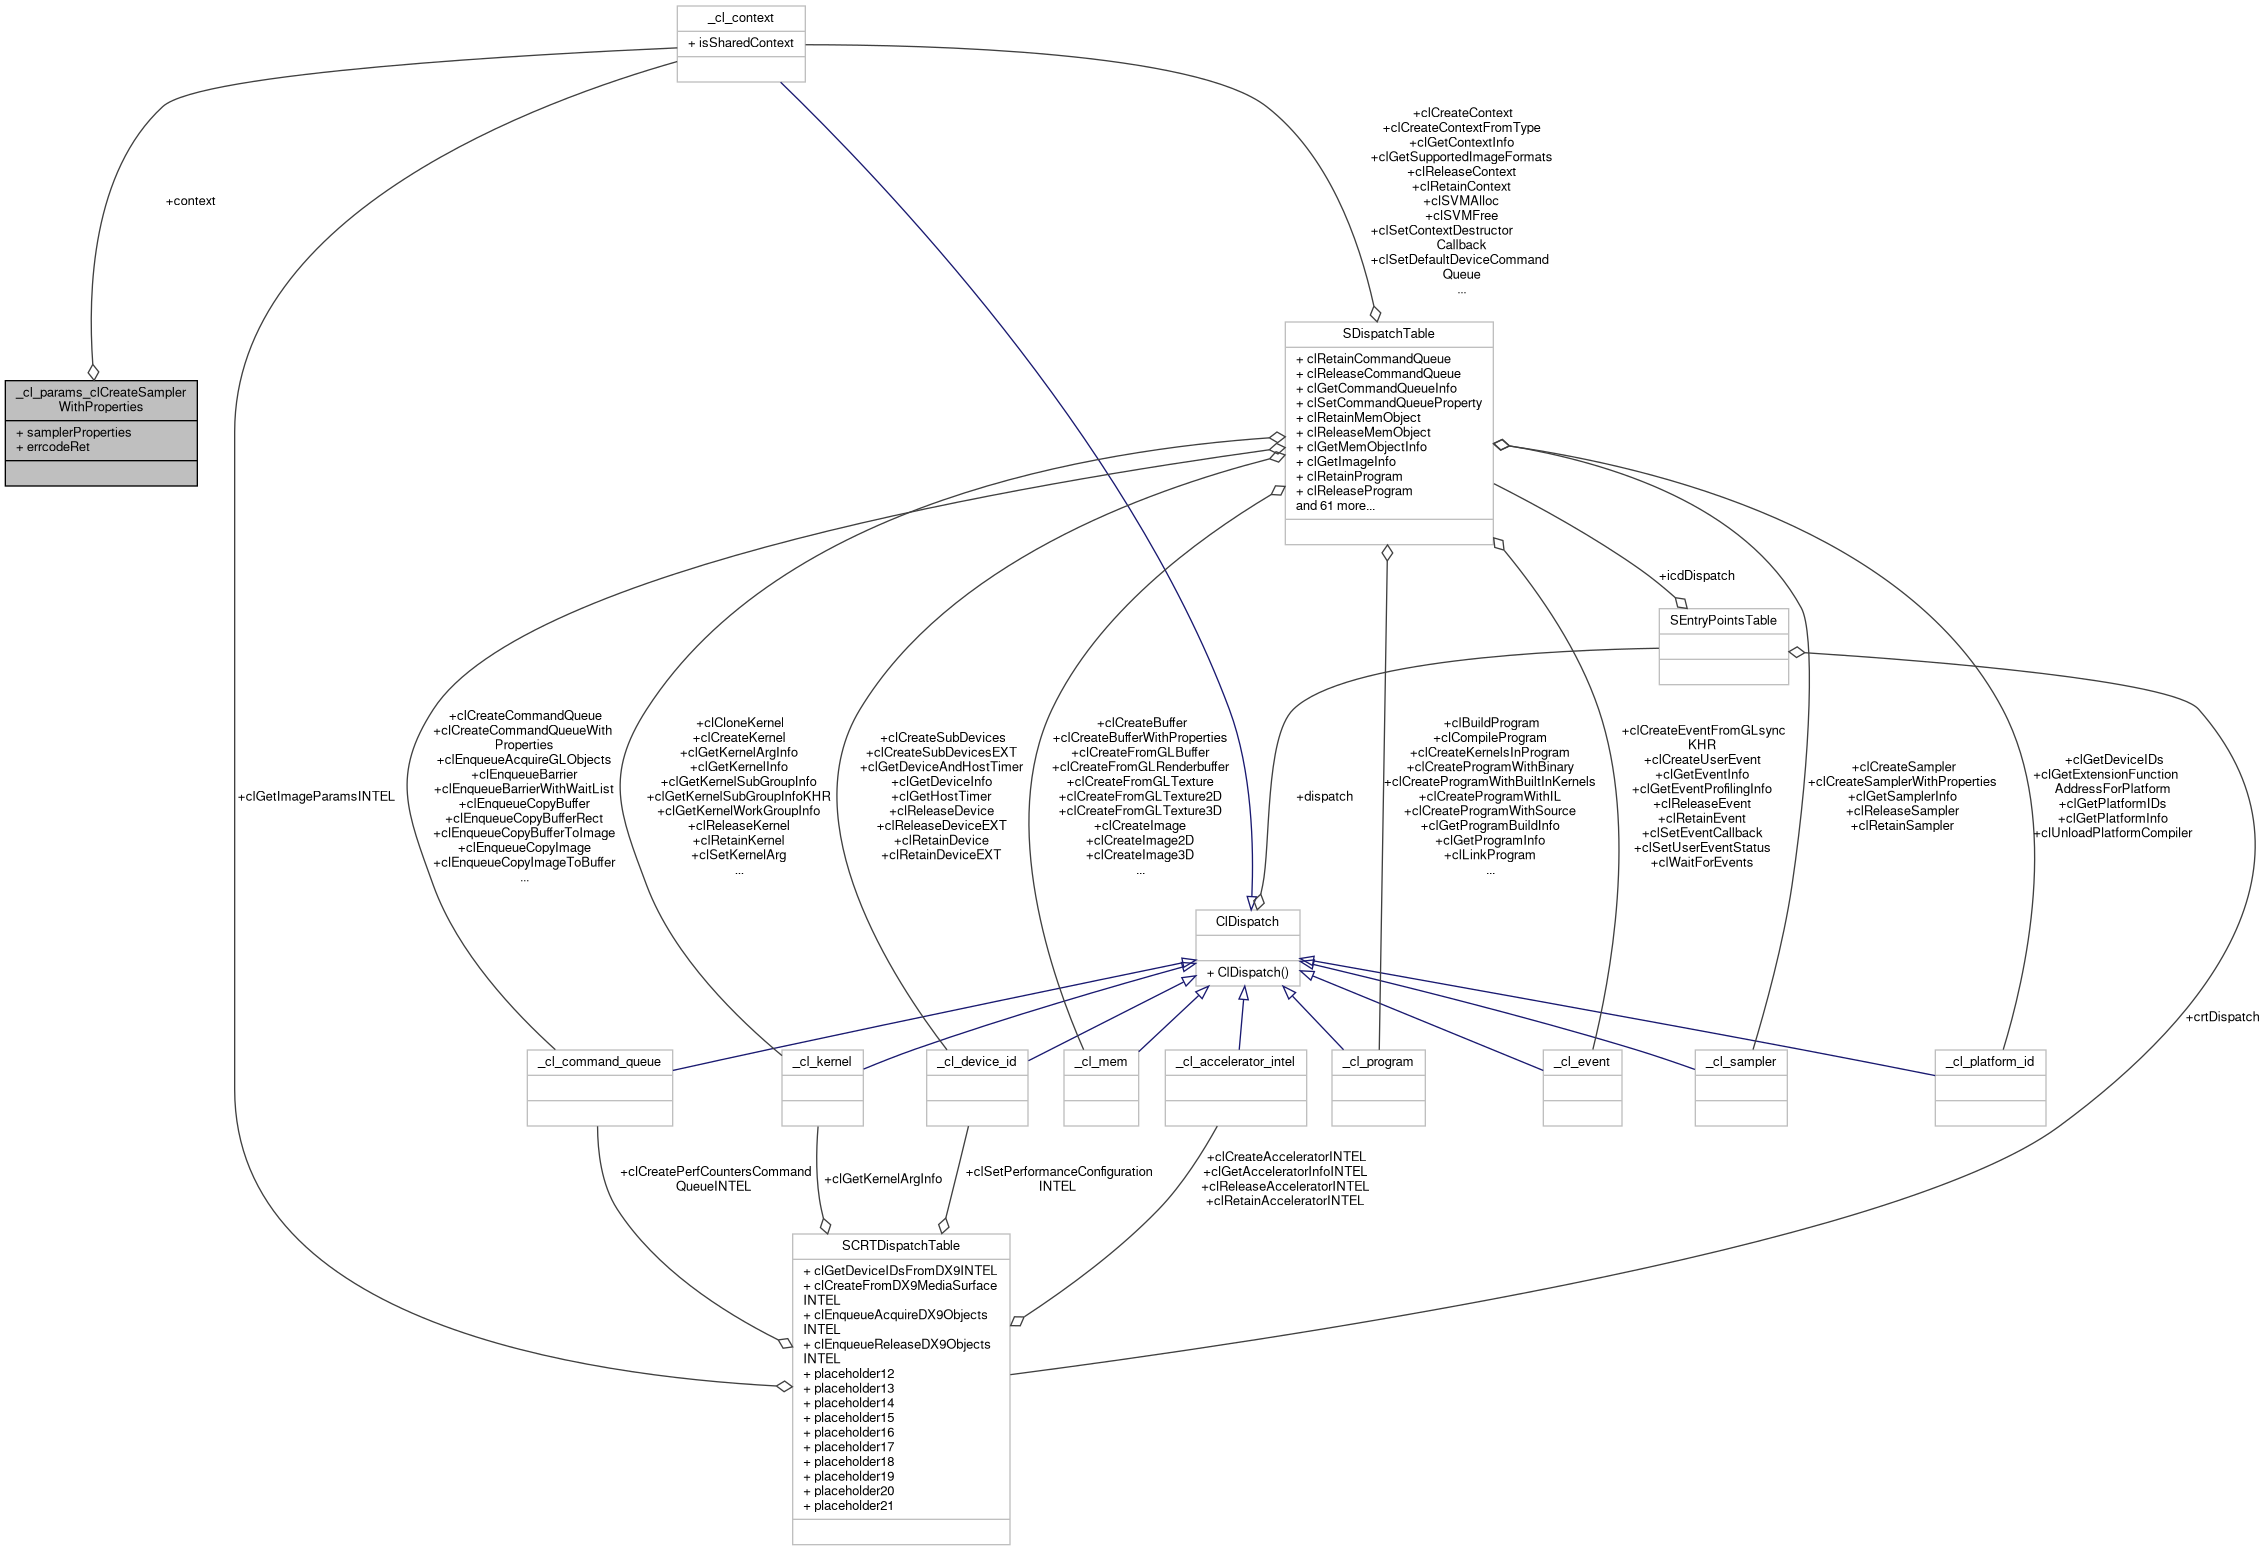 _cl_context
+ isSharedContext
+clCreateContext
+clCreateContextFromType
+clGetContextInfo
+clGetSupportedImageFormats
+clReleaseContext
+clRetainContext
+clSVMAlloc
+clSVMFree
+clSetContextDestructor
Callback
+clSetDefaultDeviceCommand
Queue
...
+context
SDispatchTable
+ clRetainCommandQueue
+ clReleaseCommandQueue
+ clGetCommandQueueInfo
+ clSetCommandQueueProperty
+ clRetainMemObject
+ clReleaseMemObject
+ clGetMemObjectInfo
+ clGetImageInfo
+ clRetainProgram
+ clReleaseProgram
and 61 more...
_cl_params_clCreateSampler
WithProperties
+ samplerProperties
+ errcodeRet
+icdDispatch
SEntryPointsTable
+clGetImageParamsINTEL
+clCreateCommandQueue
+clCreateCommandQueueWith
Properties
+clEnqueueAcquireGLObjects
+clEnqueueBarrier
+clEnqueueBarrierWithWaitList
+clEnqueueCopyBuffer
+clEnqueueCopyBufferRect
+clEnqueueCopyBufferToImage
+clEnqueueCopyImage
+clEnqueueCopyImageToBuffer
...
+clCloneKernel
+clCreateKernel
+clGetKernelArgInfo
+clGetKernelInfo
+clGetKernelSubGroupInfo
+clGetKernelSubGroupInfoKHR
+clGetKernelWorkGroupInfo
+clReleaseKernel
+clRetainKernel
+clSetKernelArg
...
+clCreateSubDevices
+clCreateSubDevicesEXT
+clGetDeviceAndHostTimer
+clGetDeviceInfo
+clGetHostTimer
+clReleaseDevice
+clReleaseDeviceEXT
+clRetainDevice
+clRetainDeviceEXT
+clCreateBuffer
+clCreateBufferWithProperties
+clCreateFromGLBuffer
+clCreateFromGLRenderbuffer
+clCreateFromGLTexture
+clCreateFromGLTexture2D
+clCreateFromGLTexture3D
+clCreateImage
+clCreateImage2D
+clCreateImage3D
...
+dispatch
+clBuildProgram
+clCompileProgram
+clCreateKernelsInProgram
+clCreateProgramWithBinary
+clCreateProgramWithBuiltInKernels
+clCreateProgramWithIL
+clCreateProgramWithSource
+clGetProgramBuildInfo
+clGetProgramInfo
+clLinkProgram
...
+clCreateEventFromGLsync
KHR
+clCreateUserEvent
+clGetEventInfo
+clGetEventProfilingInfo
+clReleaseEvent
+clRetainEvent
+clSetEventCallback
+clSetUserEventStatus
+clWaitForEvents
+clCreateSampler
+clCreateSamplerWithProperties
+clGetSamplerInfo
+clReleaseSampler
+clRetainSampler
+clGetDeviceIDs
+clGetExtensionFunction
AddressForPlatform
+clGetPlatformIDs
+clGetPlatformInfo
+clUnloadPlatformCompiler
ClDispatch
+ ClDispatch()
+crtDispatch
_cl_command_queue
_cl_kernel
_cl_device_id
_cl_mem
_cl_accelerator_intel
_cl_program
_cl_event
_cl_sampler
_cl_platform_id
+clCreatePerfCountersCommand
QueueINTEL
+clGetKernelArgInfo
+clSetPerformanceConfiguration
INTEL
+clCreateAcceleratorINTEL
+clGetAcceleratorInfoINTEL
+clReleaseAcceleratorINTEL
+clRetainAcceleratorINTEL
SCRTDispatchTable
+ clGetDeviceIDsFromDX9INTEL
+ clCreateFromDX9MediaSurface
INTEL
+ clEnqueueAcquireDX9Objects
INTEL
+ clEnqueueReleaseDX9Objects
INTEL
+ placeholder12
+ placeholder13
+ placeholder14
+ placeholder15
+ placeholder16
+ placeholder17
+ placeholder18
+ placeholder19
+ placeholder20
+ placeholder21